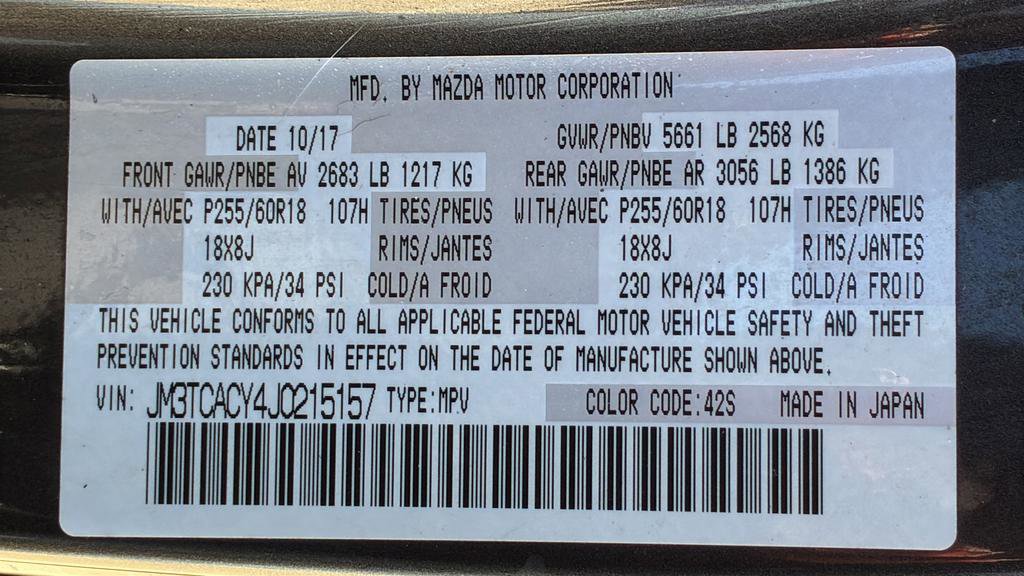 MFD. BY MAZDA MOTOR CORPORATION
DATE 10/17 GVWR/PNBV 5661 LB 2568 KG
FRONT GAWR/PNBE AV 2683 LB 1217 KG REAR GAWR/PNBE AR 3056 LB 1386 KG
WITH/AVEC P255/60R18 107H TIRES/PNEUS WITH/AVEC P255/60R18 107H TIRES/PNEUS
18X8J RIMS/JANTES 18X8J RIMS/JANTES
230 KPA/34 PSI COLD/A FROID 230 KPA/34 PSI COLD/A FROID
THIS VEHICLE CONFORMS TO ALL APPLICABLE FEDERAL MOTOR VEHICLE SAFETY AND THEFT
PREVENTION STANDARDS IN EFFECT ON THE DATE OF MANUFACTURE SHOWN ABOVE.
VIN: JM3TCACY4J0215157 TYPE:MPV COLOR CODE:42S MADE IN JAPAN